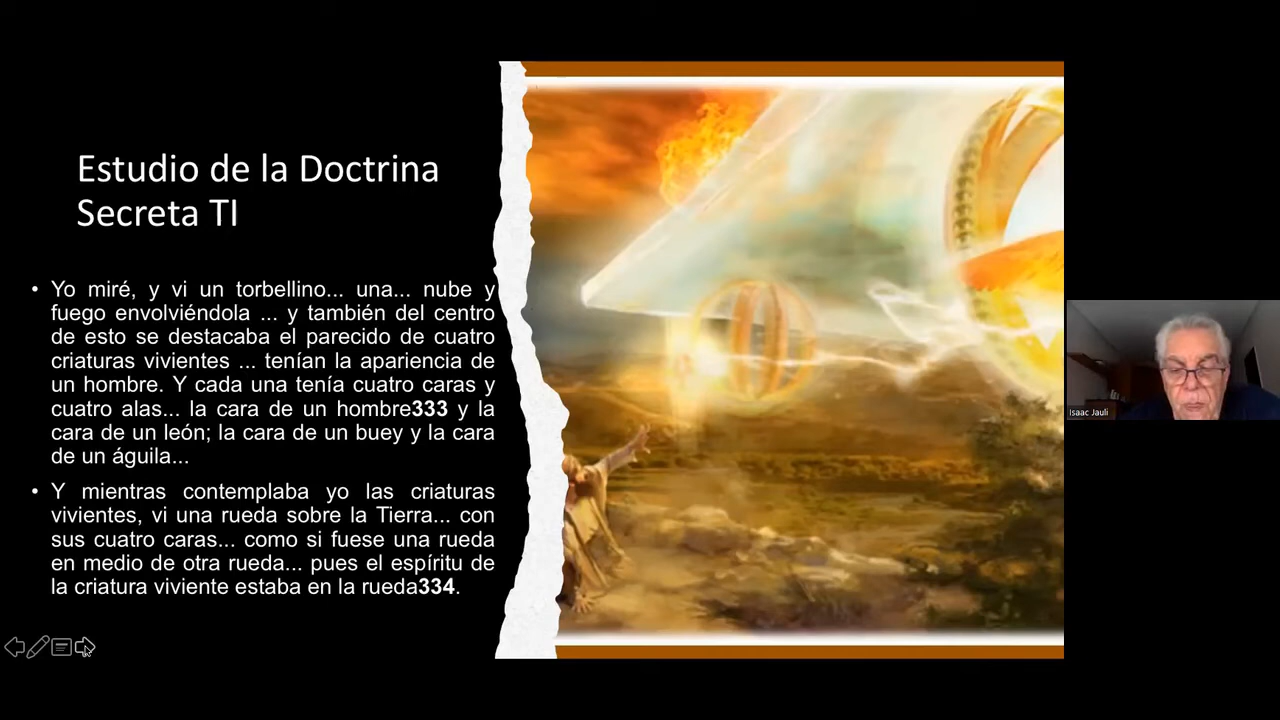 Estudio de la Doctrina
Secreta TI
• Yo miré, y vi un torbellino... una... nube y
fuego envolviéndola ... y también del centro
de esto se destacaba el parecido de cuatro
criaturas vivientes ... tenían la apariencia de
un hombre. Y cada una tenía cuatro caras y
cuatro alas... la cara de un hombre333 y la
cara de un león; la cara de un buey y la cara
de un águila...
• Y mientras contemplaba yo las criaturas
vivientes, vi una rueda sobre la Tierra... con
sus cuatro caras... como si fuese una rueda
en medio de otra rueda... pues el espíritu de
la criatura viviente estaba en la rueda334.
Isaac Jauli